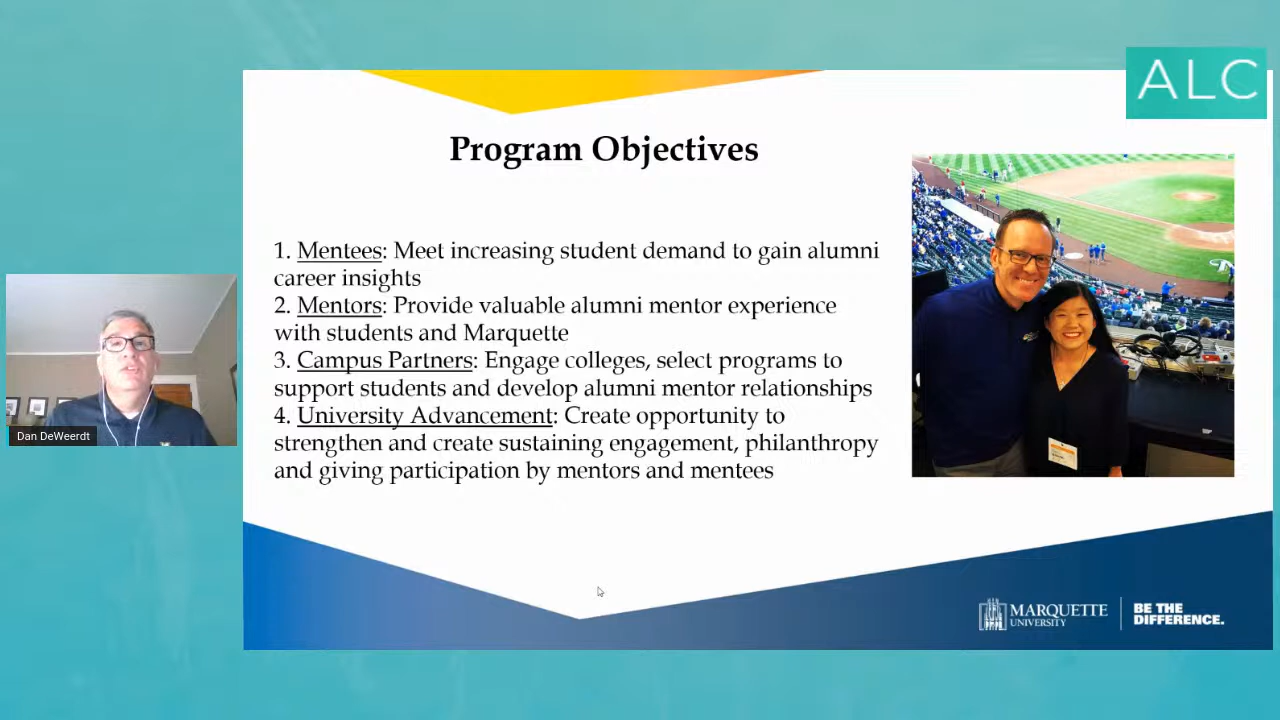 ALC
Program Objectives
1. Mentees: Meet increasing student demand to gain alumni
career insights
2. Mentors: Provide valuable alumni mentor experience
with students and Marquette
3. Campus Partners: Engage colleges, select programs to
support students and develop alumni mentor relationships
4. University Advancement: Create opportunity to
strengthen and create sustaining engagement, philanthropy
and giving participation by mentors and mentees
Dan DeWeerdt
MARQUETTE
UNIVERSITY
BE THE
DIFFERENCE.